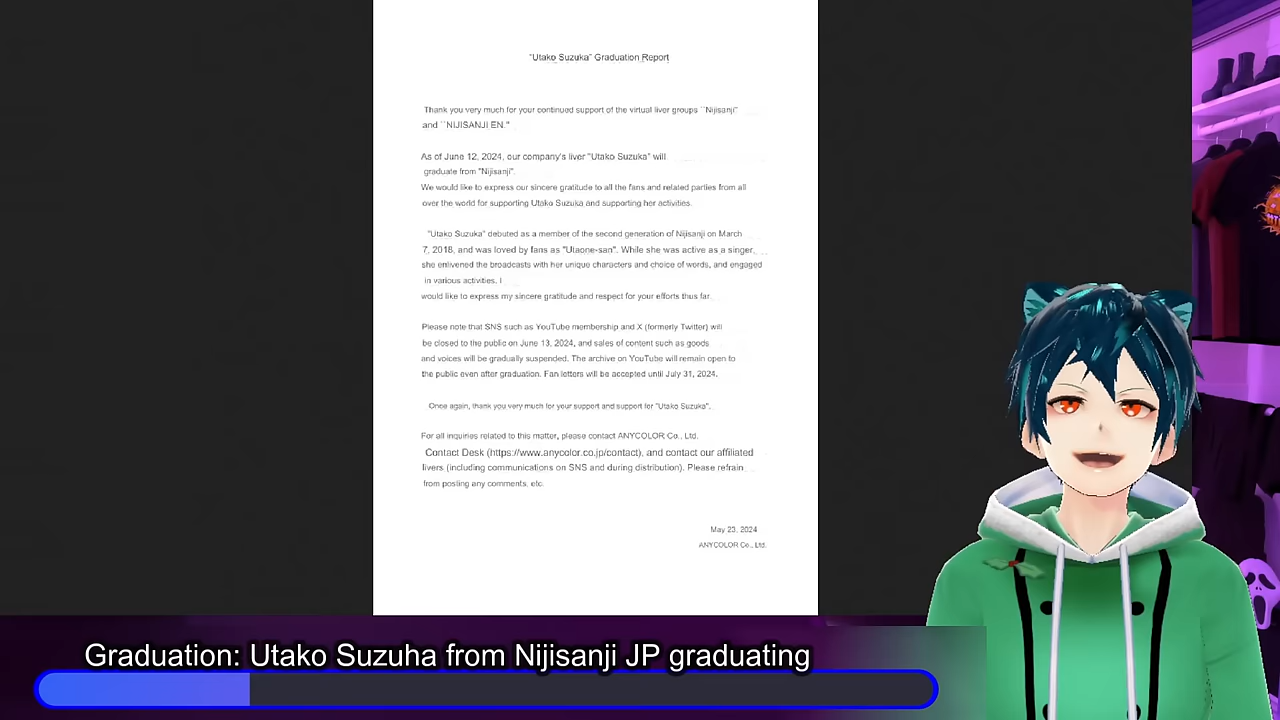 "Utako Suzuka" Graduation Report
Thank you very much for your continued support of the virtual liver groups ``Nijisanji"
and ``NIJISANJI EN."
As of June 12, 2024, our company's liver "Utako Suzuka" will
graduate from "Nijisanji".
We would like to express our sincere gratitude to all the fans and related parties from all
over the world for supporting Utako Suzuka and supporting her activities.
"Utako Suzuka" debuted as a member of the second generation of Nijisanji on March
7, 2018, and was loved by fans as "Utaone-san". While she was active as a singer,
she enlivened the broadcasts with her unique characters and choice of words, and engaged
in various activities. I
would like to express my sincere gratitude and respect for your efforts thus far.
Please note that SNS such as YouTube membership and X (formerly Twitter) will
be closed to the public on June 13, 2024, and sales of content such as goods
and voices will be gradually suspended. The archive on YouTube will remain open to
the public even after graduation. Fan letters will be accepted until July 31, 2024.
Once again, thank you very much for your support and support for "Utako Suzuka".
For all inquiries related to this matter, please contact ANYCOLOR Co., Ltd.
Contact Desk (https://www.anycolor.co.jp/contact), and contact our affiliated
livers (including communications on SNS and during distribution). Please refrain
from posting any comments, etc.
May 23, 2024
ANYCOLOR Co., Ltd.
Graduation: Utako Suzuha from Nijisanji JP graduating